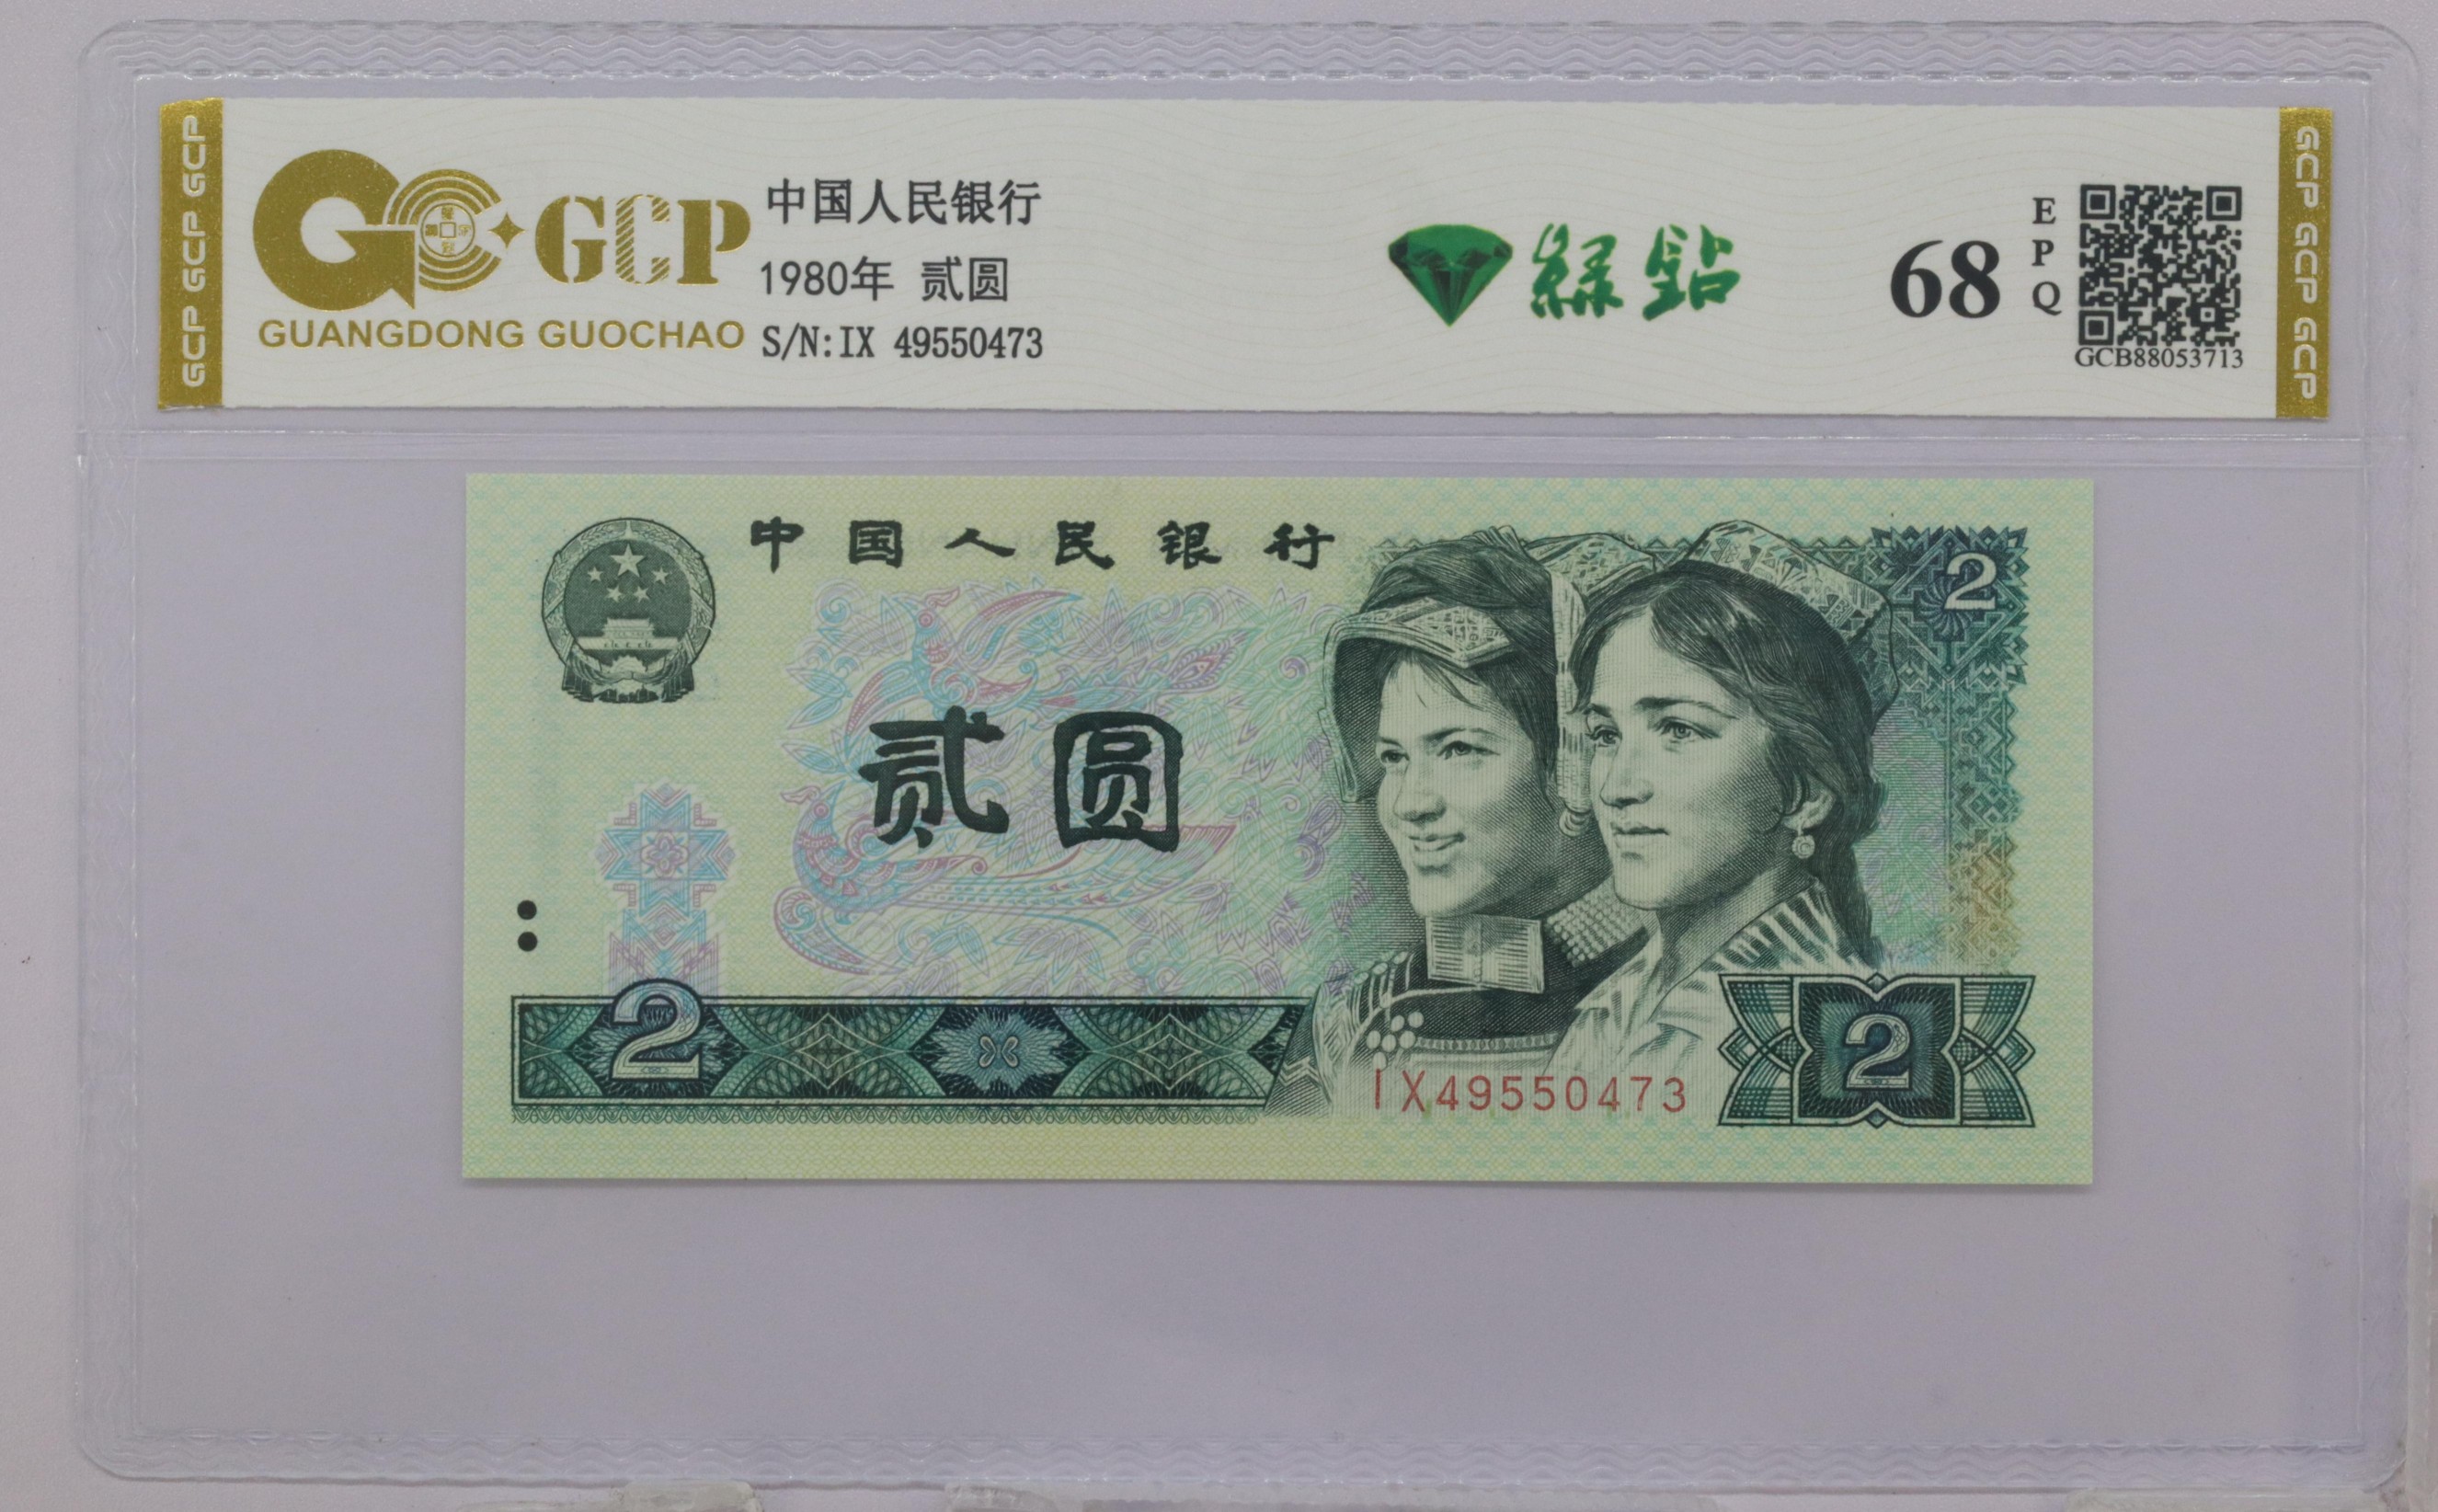 GCP GCP GCP
GCP
GUANGDONG GUOCHAO
中国人民银行
1980年 贰圆
S/N:IX 49550473
緑钻
68
EPQ
GCB88053713
GCP GCP GCP
中国人民银行
2
贰圆
2
IX49550473
2